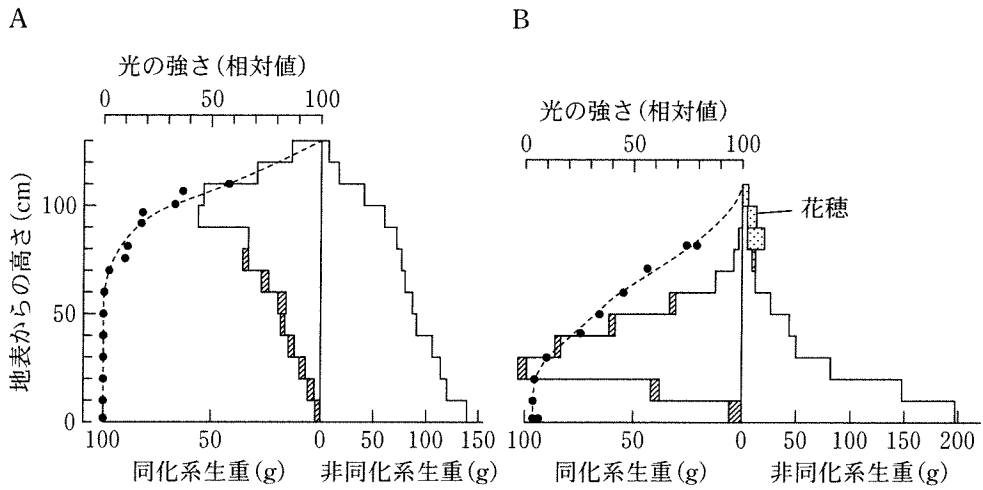 A
光の強さ(相対値)
0 50 100
地表からの高さ(cm)
100
50
0
100 50 0 50 100 150
同化系生重(g) 非同化系生重(g)
B
光の強さ(相対値)
0 50 100
花穂
100 50 0 50 100 150 200
同化系生重(g) 非同化系生重(g)